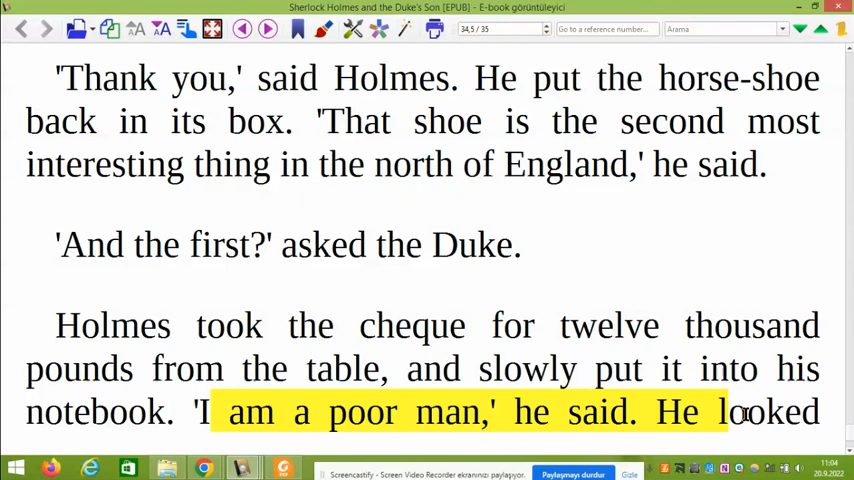 Sherlock Holmes and the Duke's Son [EPUB] - E-book görüntüleyici
34,5 / 35
Go to a reference number...
Arama
'Thank you,' said Holmes. He put the horse-shoe
back in its box. 'That shoe is the second most
interesting thing in the north of England,' he said.
'And the first?' asked the Duke.
Holmes took the cheque for twelve thousand
pounds from the table, and slowly put it into his
notebook. 'I am a poor man,' he said. He looked
Screencastify - Screen Video Recorder ekranınızı paylaşıyor.
Paylaşmayı durdur
Gizle
11:04
20.9.2022